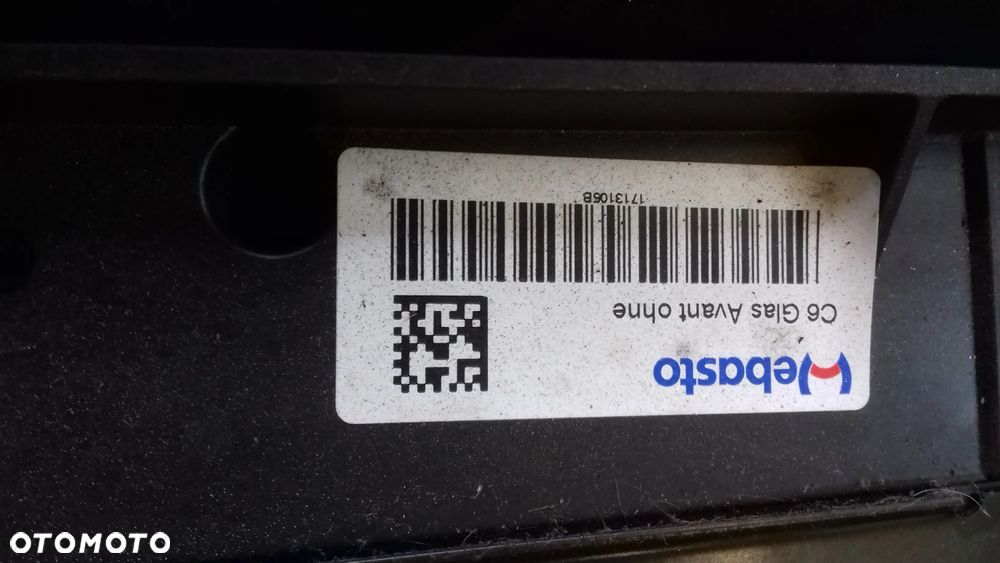 Webasto
C6 Glas Avant ohne
1713106B
OTOMOTO